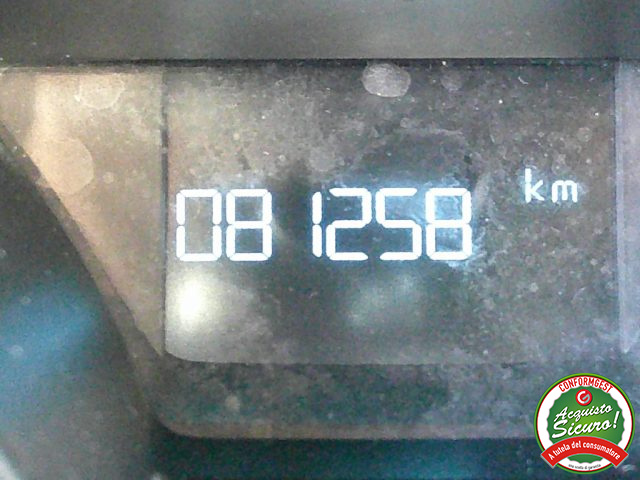 081258 km
CONFORMGEST
Acquisto
Sicuro!
A tutela del consumatore